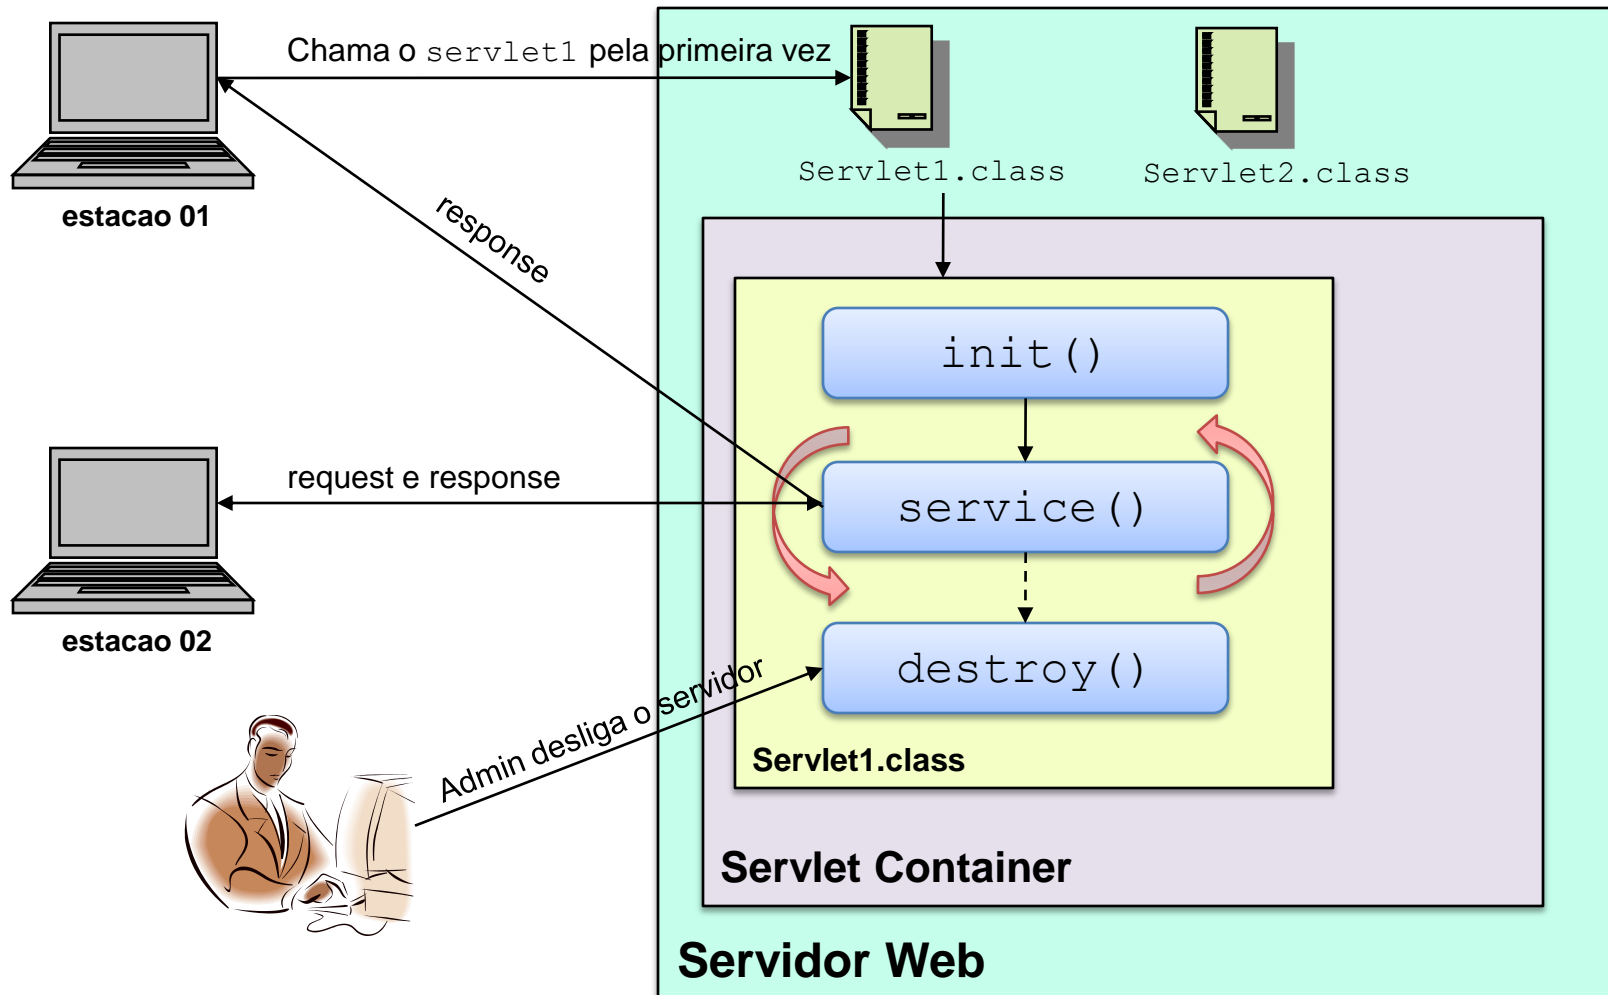 Chama o servlet1 pela primeira vez
Servlet1.class
Servlet2.class
estacao 01
response
init()
request e response
service()
estacao 02
destroy()
Admin desliga o servidor
Servlet1.class
Servlet Container
Servidor Web